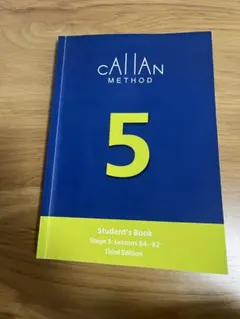 CAllAN
METHOD
5
Student's Book
Stage 5: Lessons 64-82
Third Edition